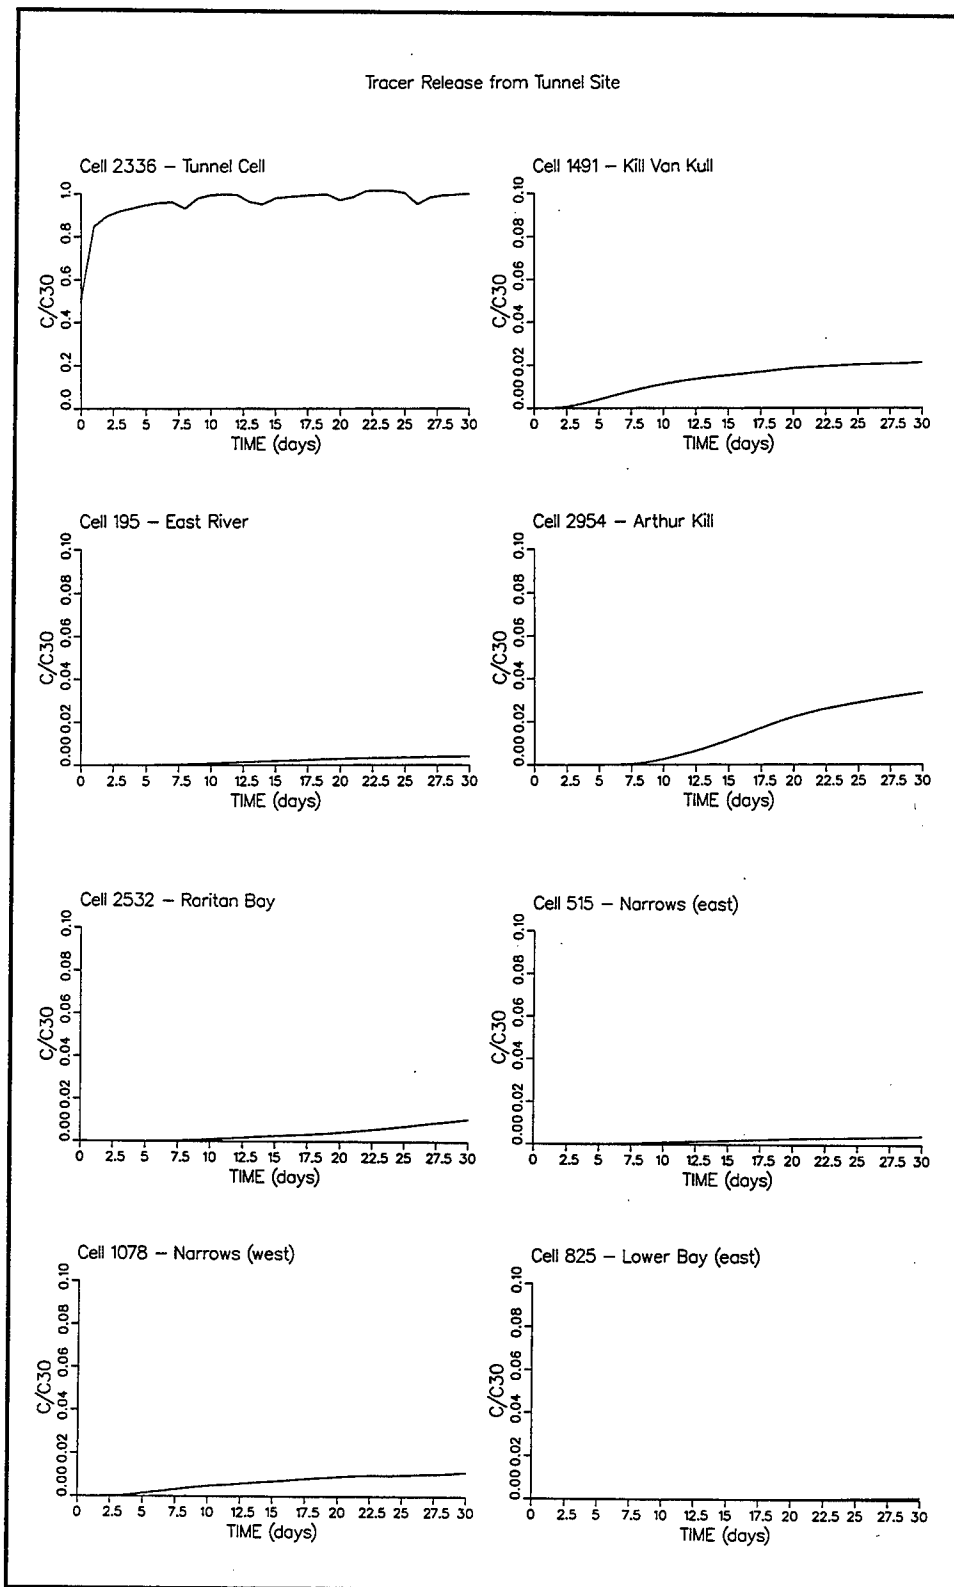 Tracer Release from Tunnel Site
Cell 2336 – Tunnel Cell
C/C30
0.0 0.2 0.4 0.6 0.8 1.0
0 2.5 5 7.5 10 12.5 15 17.5 20 22.5 25 27.5 30
TIME (days)
Cell 1491 – Kill Van Kull
C/C30
0.00 0.02 0.04 0.06 0.08 0.10
0 2.5 5 7.5 10 12.5 15 17.5 20 22.5 25 27.5 30
TIME (days)
Cell 195 – East River
C/C30
0.00 0.02 0.04 0.06 0.08 0.10
0 2.5 5 7.5 10 12.5 15 17.5 20 22.5 25 27.5 30
TIME (days)
Cell 2954 – Arthur Kill
C/C30
0.00 0.02 0.04 0.06 0.08 0.10
0 2.5 5 7.5 10 12.5 15 17.5 20 22.5 25 27.5 30
TIME (days)
Cell 2532 – Raritan Bay
C/C30
0.00 0.02 0.04 0.06 0.08 0.10
0 2.5 5 7.5 10 12.5 15 17.5 20 22.5 25 27.5 30
TIME (days)
Cell 515 – Narrows (east)
C/C30
0.00 0.02 0.04 0.06 0.08 0.10
0 2.5 5 7.5 10 12.5 15 17.5 20 22.5 25 27.5 30
TIME (days)
Cell 1078 – Narrows (west)
C/C30
0.00 0.02 0.04 0.06 0.08 0.10
0 2.5 5 7.5 10 12.5 15 17.5 20 22.5 25 27.5 30
TIME (days)
Cell 825 – Lower Bay (east)
C/C30
0.00 0.02 0.04 0.06 0.08 0.10
0 2.5 5 7.5 10 12.5 15 17.5 20 22.5 25 27.5 30
TIME (days)